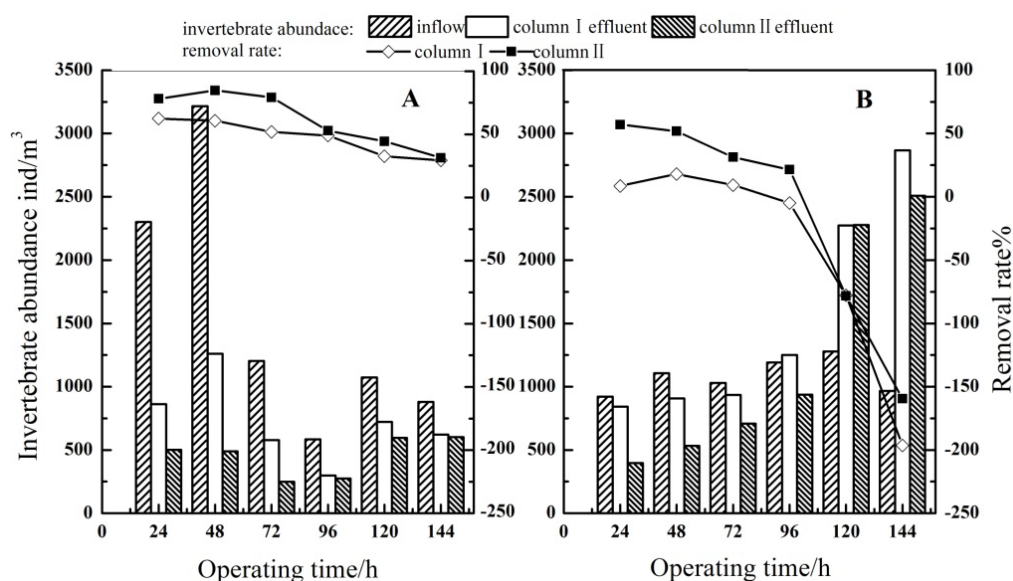 invertebrate abundace: inflow column Ⅰ effluent column Ⅱ effluent
removal rate: column Ⅰ column Ⅱ
3500 100 3500 100
A B
3000 50 3000 50
2500 0 2500 0
2000 -50 2000 -50
1500 -100 1500 -100
1000 -150 1000 -150
500 -200 500 -200
0 -250 0 -250
0 24 48 72 96 120 144 0 24 48 72 96 120 144
Operating time/h Operating time/h
Invertebrate abundance ind/m³
Removal rate%